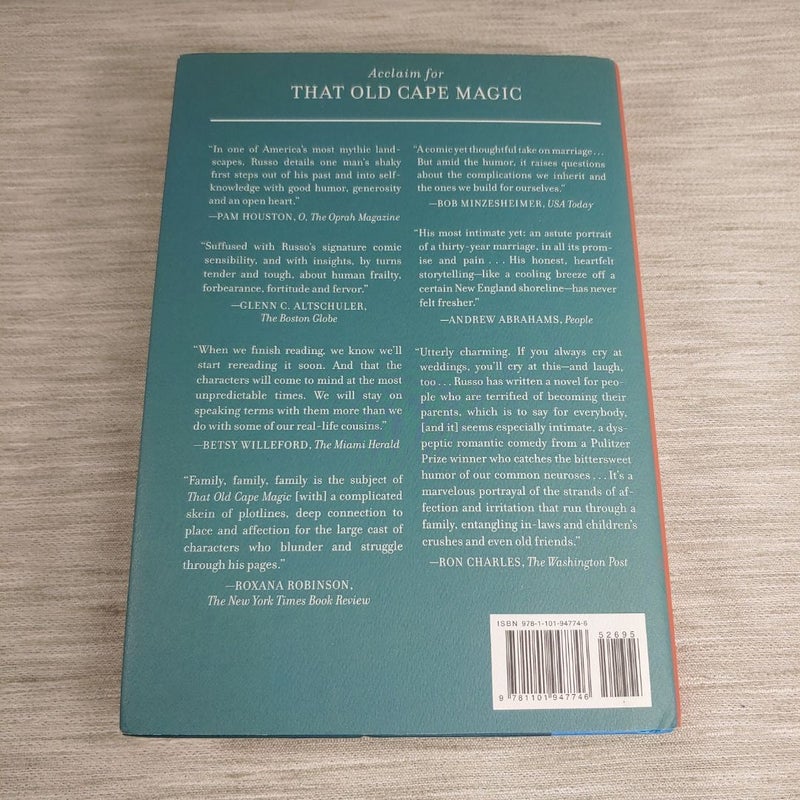 Acclaim for
THAT OLD CAPE MAGIC
“In one of America’s most mythic land-
scapes, Russo details one man’s shaky
first steps out of his past and into self-
knowledge with good humor, generosity
and an open heart.”
—PAM HOUSTON, O, The Oprah Magazine
“Suffused with Russo’s signature comic
sensibility, and with insights, by turns
tender and tough, about human frailty,
forbearance, fortitude and fervor.”
—GLENN C. ALTSCHULER,
The Boston Globe
“When we finish reading, we know we’ll
start rereading it soon. And that the
characters will come to mind at the most
unpredictable times. We will stay on
speaking terms with them more than we
do with some of our real-life cousins.”
—BETSY WILLEFORD, The Miami Herald
“Family, family, family is the subject of
That Old Cape Magic [with] a complicated
skein of plotlines, deep connection to
place and affection for the large cast of
characters who blunder and struggle
through his pages.”
—ROXANA ROBINSON,
The New York Times Book Review
“A comic yet thoughtful take on marriage . . .
But amid the humor, it raises questions
about the complications we inherit and
the ones we build for ourselves.”
—BOB MINZESHEIMER, USA Today
“His most intimate yet: an astute portrait
of a thirty-year marriage, in all its prom-
ise and pain . . . His honest, heartfelt
storytelling—like a cooling breeze off a
certain New England shoreline—has never
felt fresher.”
—ANDREW ABRAHAMS, People
“Utterly charming. If you always cry at
weddings, you’ll cry at this—and laugh,
too . . . Russo has written a novel for peo-
ple who are terrified of becoming their
parents, which is to say for everybody,
[and it] seems especially intimate, a dys-
peptic romantic comedy from a Pulitzer
Prize winner who catches the bittersweet
humor of our common neuroses . . . It’s a
marvelous portrayal of the strands of af-
fection and irritation that run through a
family, entangling in-laws and children’s
crushes and even old friends.”
—RON CHARLES, The Washington Post
ISBN 978-1-101-94774-6
52695
9 781101 947746